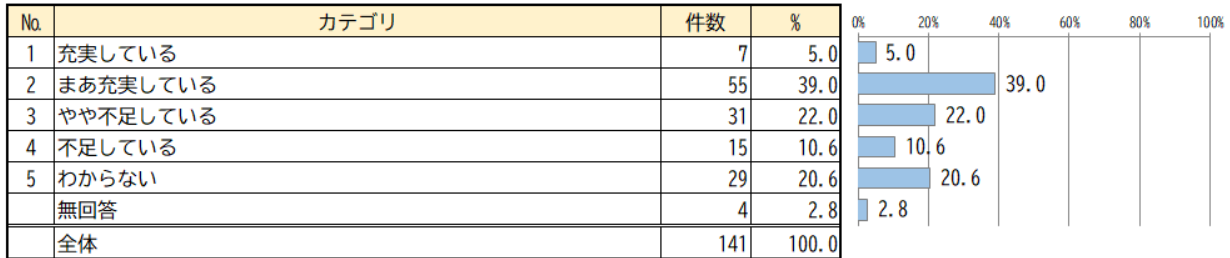 No. カテゴリ 件数 % 0% 20% 40% 60% 80% 100%
1 充実している 7 5.0 5.0
2 まあ充実している 55 39.0 39.0
3 やや不足している 31 22.0 22.0
4 不足している 15 10.6 10.6
5 わからない 29 20.6 20.6
無回答 4 2.8 2.8
全体 141 100.0